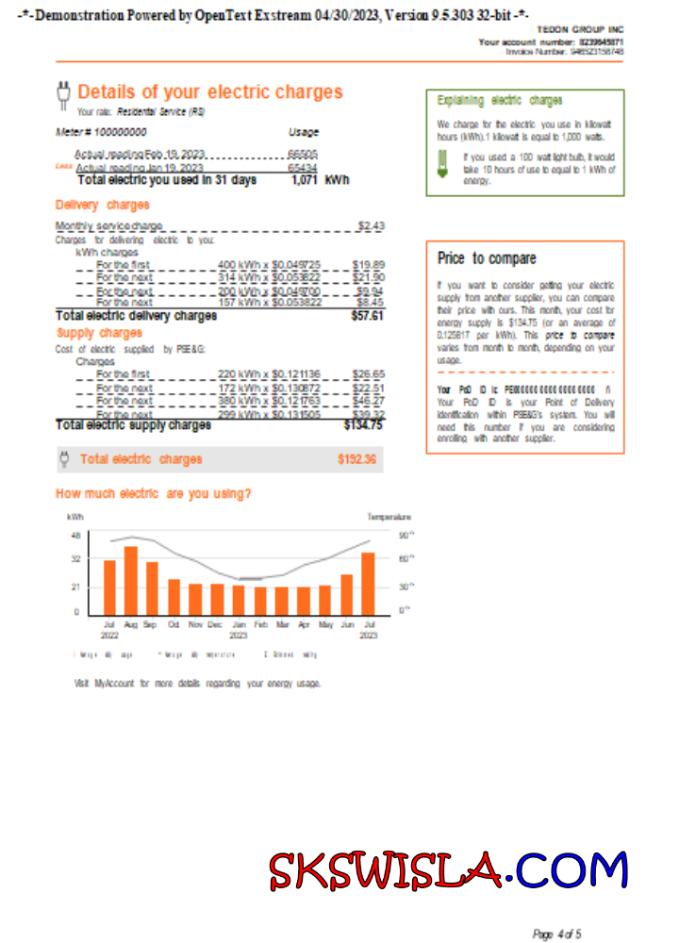 -*- Demonstration Powered by OpenText Exstream 04/30/2023, Version 9.5.303 32-bit -*-
TEDON GROUP INC
Your account number: 8239645871
Invoice Number: 946523158748
Details of your electric charges
Your rate: Residential Service (RS)
Meter # 100000000 Usage
Actual reading Feb 19, 2023 66505
Actual reading Jan 19, 2023 65434
Total electric you used in 31 days 1,071 kWh
Delivery charges
Monthly service charge $2.43
Charges for delivering electric to you:
kWh charges
For the first 400 kWh x $0.049725 $19.89
For the next 314 kWh x $0.053822 $21.90
For the next 200 kWh x $0.049700 $9.94
For the next 157 kWh x $0.053822 $8.45
Total electric delivery charges $57.61
Supply charges
Cost of electric supplied by PSE&G:
Charges
For the first 220 kWh x $0.121136 $26.65
For the next 172 kWh x $0.130872 $22.51
For the next 380 kWh x $0.121763 $46.27
For the next 299 kWh x $0.131505 $39.32
Total electric supply charges $134.75
Total electric charges $192.36
How much electric are you using?
kWh Temperature
48 90°
32 60°
21 30°
0 0°
Jul Aug Sep Oct Nov Dec Jan Feb Mar Apr May Jun Jul
2022 2023 2023
Visit MyAccount for more details regarding your energy usage.
Explaining electric charges
We charge for the electric you use in kilowatt
hours (kWh).1 kilowatt is equal to 1,000 watts.
If you used a 100 watt light bulb, it would
take 10 hours of use to equal to 1 kWh of
energy.
Price to compare
If you want to consider getting your electric
supply from another supplier, you can compare
their price with ours. This month, your cost for
energy supply is $134.75 (or an average of
0.125817 per kWh). This price to compare
varies from month to month, depending on your
usage.
Your PoD ID is:
Your PoD ID is your Point of Delivery
identification within PSE&G's system. You will
need this number if you are considering
enrolling with another supplier.
SKSWISLA.COM
Page 4 of 5